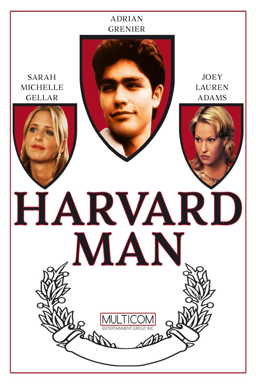 ADRIAN
GRENIER
SARAH
MICHELLE
GELLAR
JOEY
LAUREN
ADAMS
HARVARD
MAN
MULTICOM
ENTERTAINMENT GROUP, INC